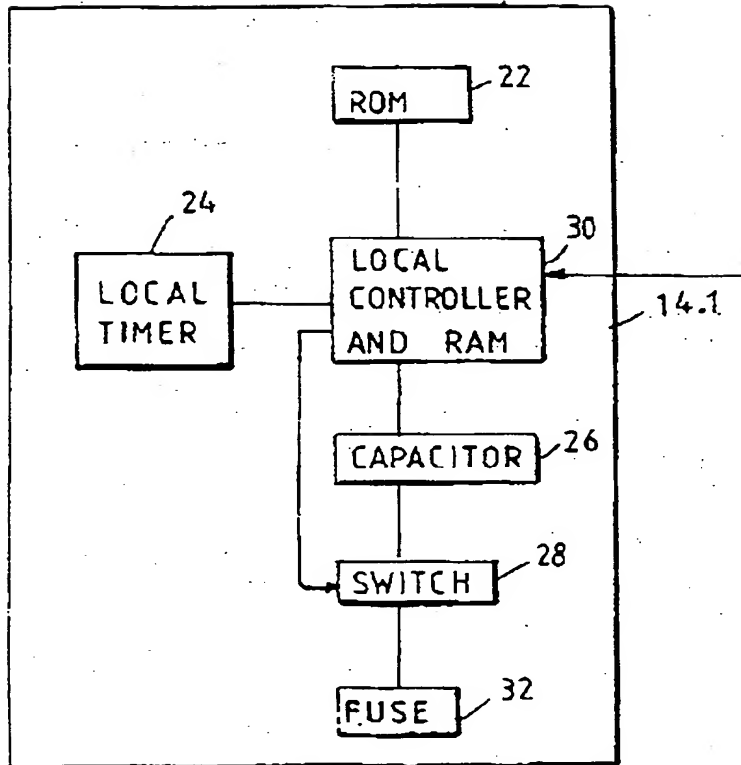 22
ROM
24
30
LOCAL
CONTROLLER
AND RAM
LOCAL
TIMER
14.1
26
CAPACITOR
28
SWITCH
32
FUSE